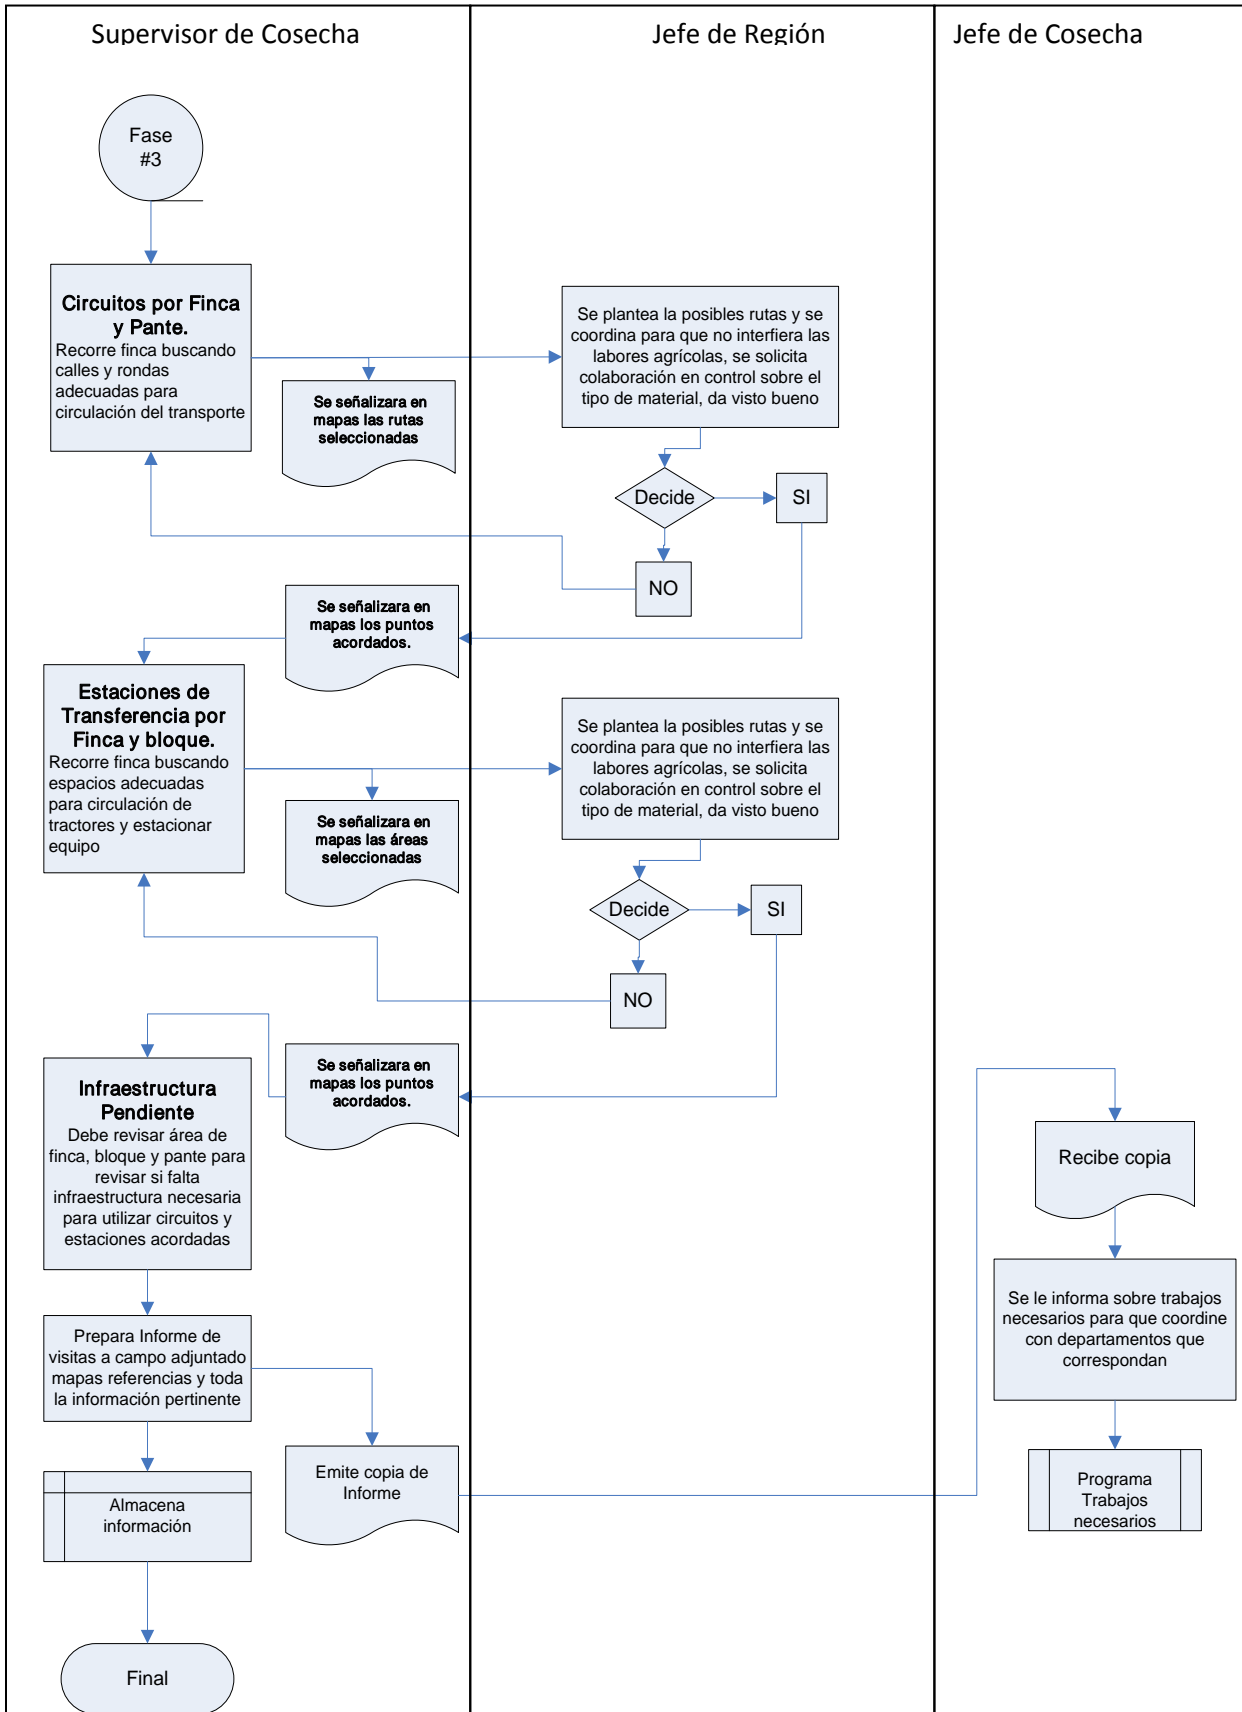 Supervisor de Cosecha
Jefe de Región
Jefe de Cosecha
Fase
#3
Circuitos por Finca
y Pante.
Recorre finca buscando
calles y rondas
adecuadas para
circulación del transporte
Se señalizara en
mapas las rutas
seleccionadas
Se plantea la posibles rutas y se
coordina para que no interfiera las
labores agrícolas, se solicita
colaboración en control sobre el
tipo de material, da visto bueno
Decide
SI
NO
Se señalizara en
mapas los puntos
acordados.
Estaciones de
Transferencia por
Finca y bloque.
Recorre finca buscando
espacios adecuadas
para circulación de
tractores y estacionar
equipo
Se señalizara en
mapas las áreas
seleccionadas
Se plantea la posibles rutas y se
coordina para que no interfiera las
labores agrícolas, se solicita
colaboración en control sobre el
tipo de material, da visto bueno
Decide
SI
NO
Se señalizara en
mapas los puntos
acordados.
Infraestructura
Pendiente
Debe revisar área de
finca, bloque y pante para
revisar si falta
infraestructura necesaria
para utilizar circuitos y
estaciones acordadas
Prepara Informe de
visitas a campo adjuntado
mapas referencias y toda
la información pertinente
Emite copia de
Informe
Almacena
información
Final
Recibe copia
Se le informa sobre trabajos
necesarios para que coordine
con departamentos que
correspondan
Programa
Trabajos
necesarios